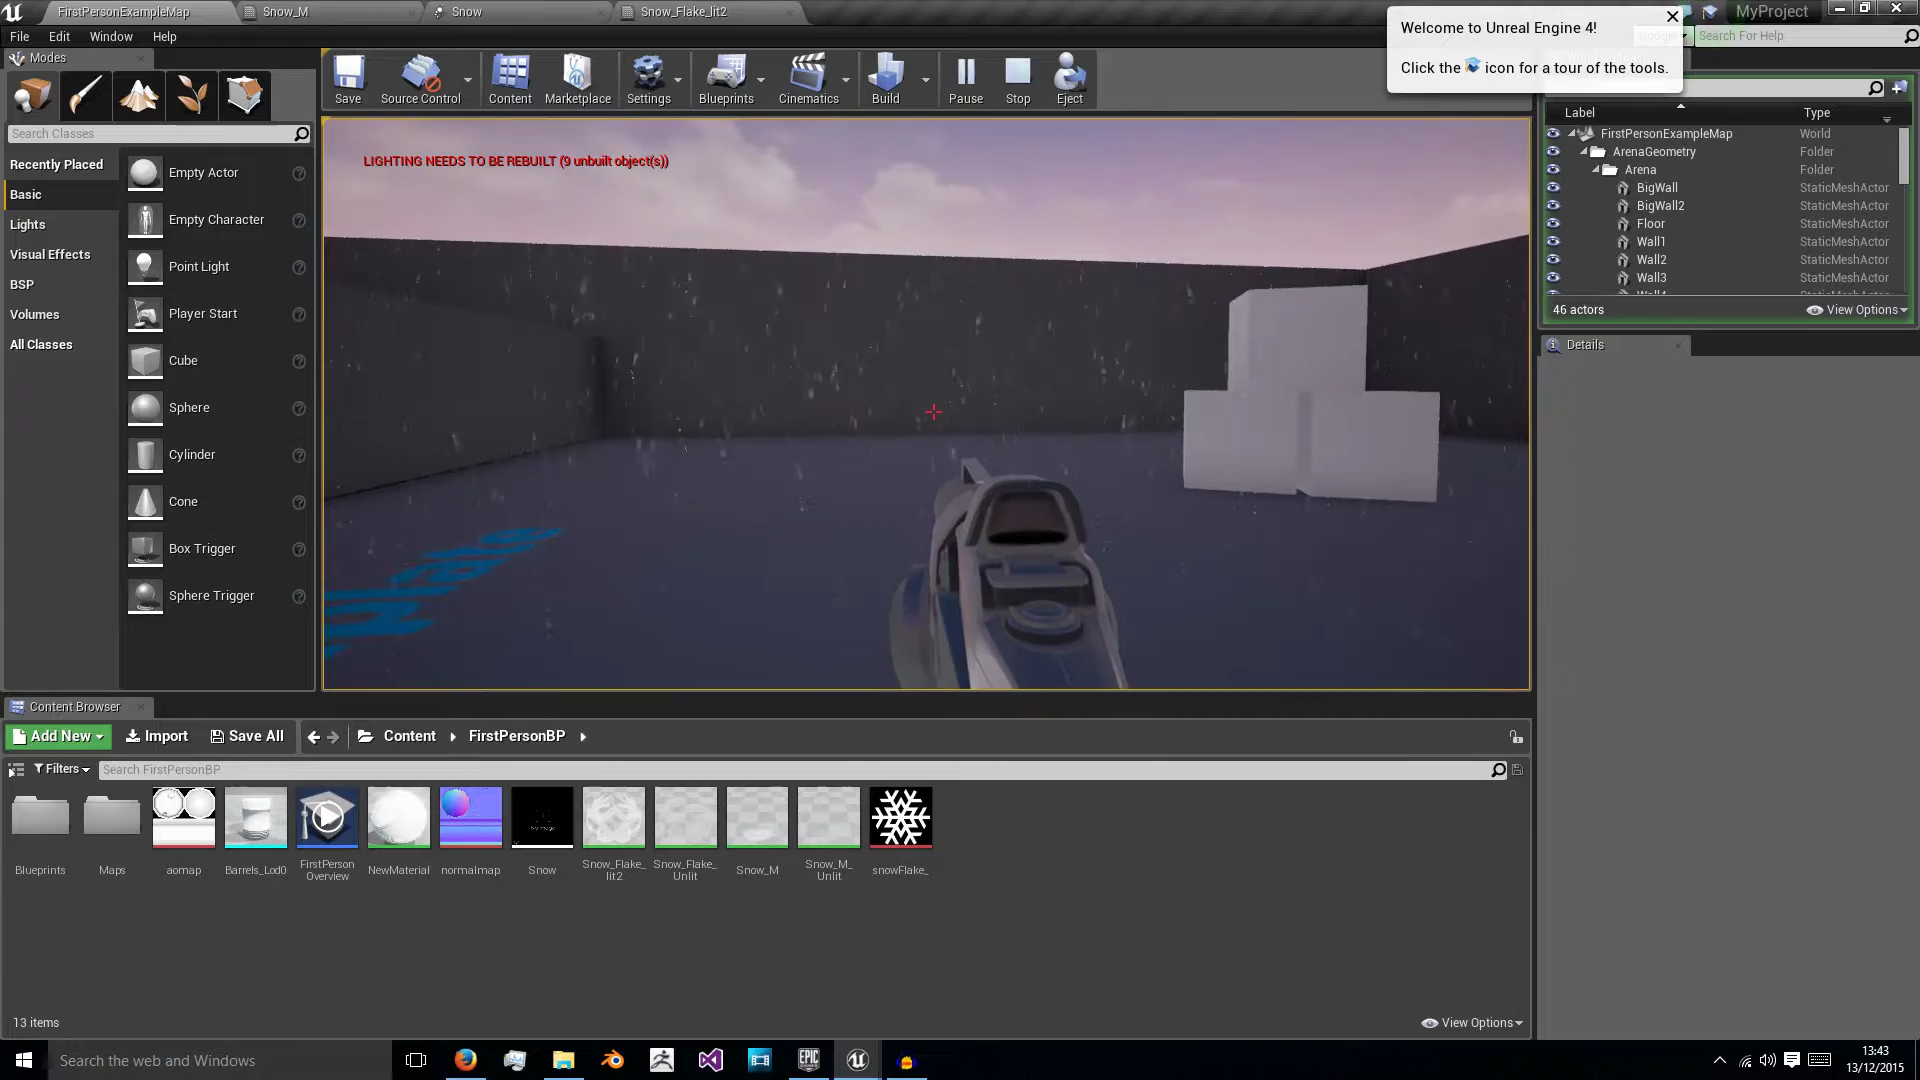 FirstPersonExampleMap
Snow_M
Snow
Snow_Flake_lit2
MyProject
File Edit Window Help
Search For Help
Welcome to Unreal Engine 4!
Click the icon for a tour of the tools.
Modes
Save
Source Control
Content
Marketplace
Settings
Blueprints
Cinematics
Build
Pause
Stop
Eject
Search Classes
Recently Placed
Basic
Lights
Visual Effects
BSP
Volumes
All Classes
Empty Actor
Empty Character
Point Light
Player Start
Cube
Sphere
Cylinder
Cone
Box Trigger
Sphere Trigger
LIGHTING NEEDS TO BE REBUILT (9 unbuilt object(s))
Label Type
FirstPersonExampleMap World
ArenaGeometry Folder
Arena Folder
BigWall StaticMeshActor
BigWall2 StaticMeshActor
Floor StaticMeshActor
Wall1 StaticMeshActor
Wall2 StaticMeshActor
Wall3 StaticMeshActor
46 actors
View Options
Details
Content Browser
Add New
Import
Save All
Content
FirstPersonBP
Filters
Search FirstPersonBP
Blueprints
Maps
aomap
Barrels_Lod0
FirstPerson
Overview
NewMaterial
normalmap
Snow
Snow_Flake_
lit2
Snow_Flake_
Unlit
Snow_M
Snow_M_
Unlit
snowFlake_
13 items
View Options
Search the web and Windows
EPIC
13:43
13/12/2015